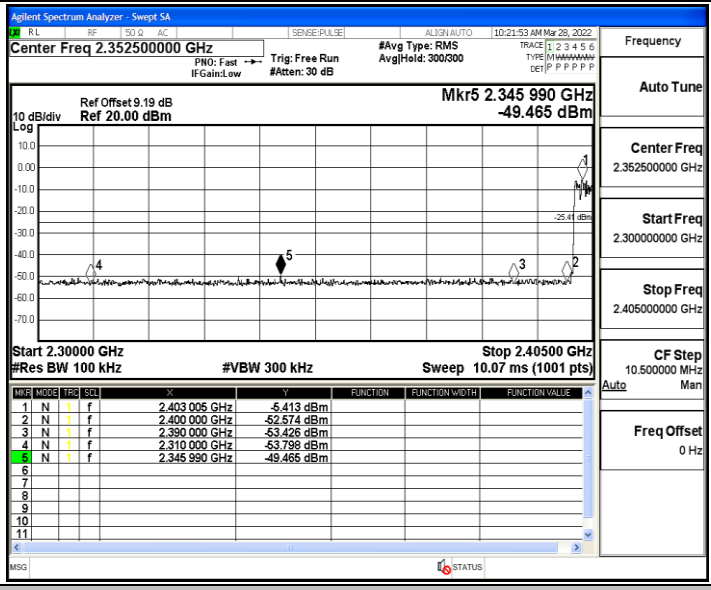 Agilent Spectrum Analyzer - Swept SA
RL RF 50 Ω AC SENSE:PULSE ALIGN AUTO 10:21:53 AM Mar 28, 2022
Center Freq 2.352500000 GHz
PNO: Fast
IFGain:Low
Trig: Free Run
#Atten: 30 dB
#Avg Type: RMS
Avg|Hold: 300/300
TRACE 1 2 3 4 5 6
TYPE M W W W W W
DET P P P P P P
Frequency
Auto Tune
Center Freq
2.352500000 GHz
Start Freq
2.300000000 GHz
Stop Freq
2.405000000 GHz
CF Step
10.500000 MHz
Auto Man
Freq Offset
0 Hz
Mkr5 2.345 990 GHz
-49.465 dBm
Ref Offset 9.19 dB
10 dB/div Ref 20.00 dBm
Log
10.0
0.00
-10.0
-20.0
-30.0
-40.0
-50.0
-60.0
-70.0
1
-25.41 dBm
4
5
3
2
Start 2.30000 GHz Stop 2.40500 GHz
#Res BW 100 kHz #VBW 300 kHz Sweep 10.07 ms (1001 pts)
MKR MODE TRC SCL X Y FUNCTION FUNCTION WIDTH FUNCTION VALUE
1 N 1 f 2.403 005 GHz -5.413 dBm
2 N 1 f 2.400 000 GHz -52.574 dBm
3 N 1 f 2.390 000 GHz -53.426 dBm
4 N 1 f 2.310 000 GHz -53.798 dBm
5 N 1 f 2.345 990 GHz -49.465 dBm
6
7
8
9
10
11
MSG STATUS